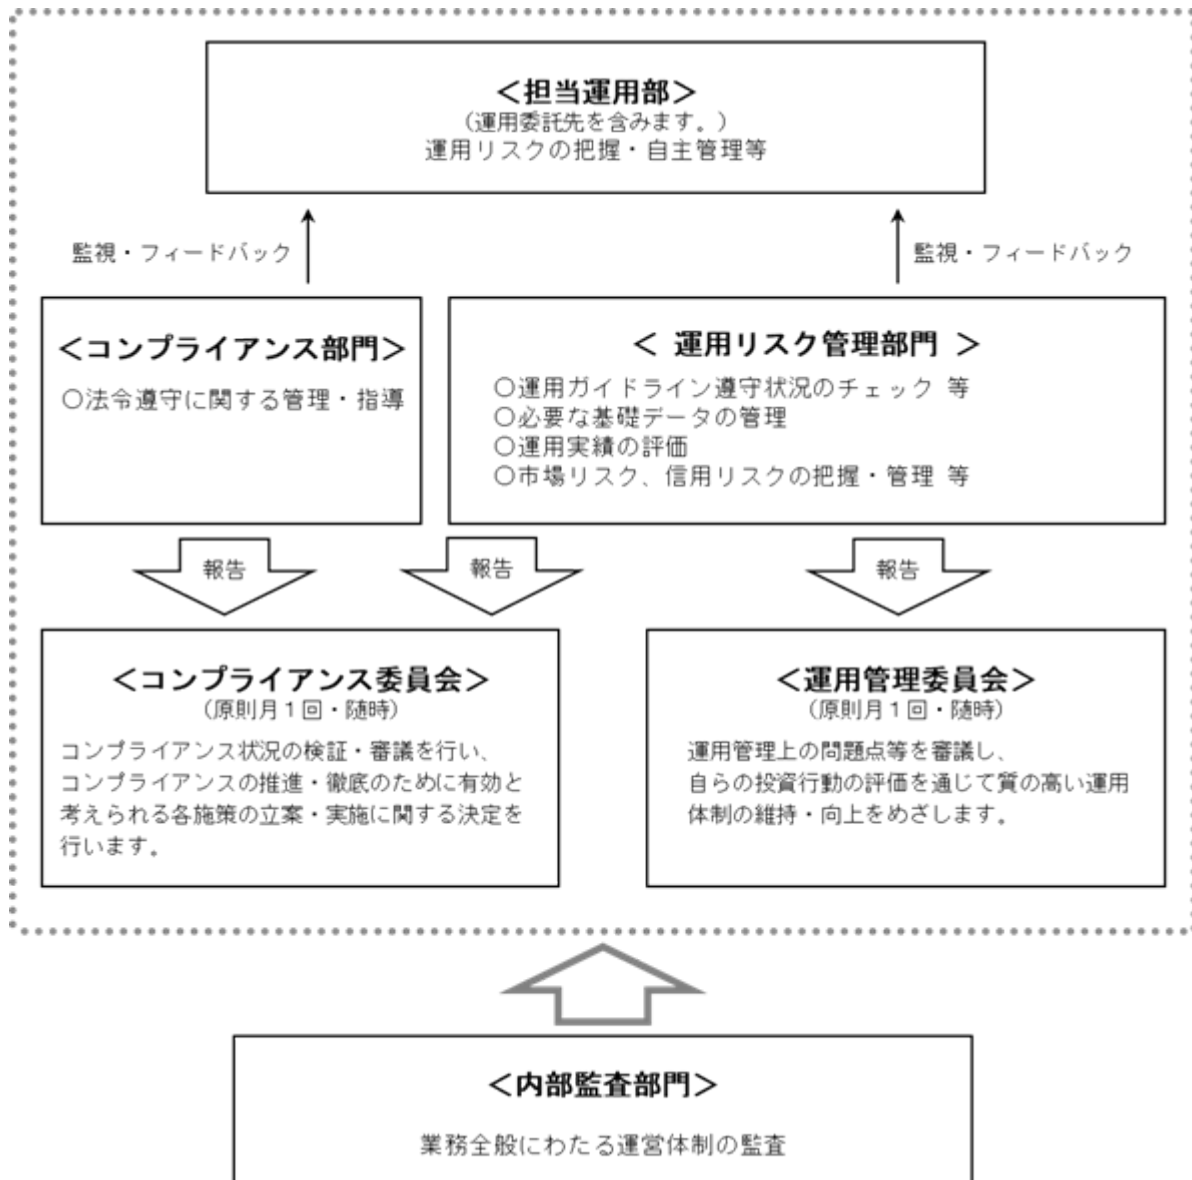 ＜担当運用部＞
（運用委託先を含みます。）
運用リスクの把握・自主管理等
監視・フィードバック
監視・フィードバック
＜コンプライアンス部門＞
○法令遵守に関する管理・指導
＜ 運用リスク管理部門 ＞
○運用ガイドライン遵守状況のチェック 等
○必要な基礎データの管理
○運用実績の評価
○市場リスク、信用リスクの把握・管理 等
報告
報告
報告
＜コンプライアンス委員会＞
（原則月１回・随時）
コンプライアンス状況の検証・審議を行い、
コンプライアンスの推進・徹底のために有効と
考えられる各施策の立案・実施に関する決定を
行います。
＜運用管理委員会＞
（原則月１回・随時）
運用管理上の問題点等を審議し、
自らの投資行動の評価を通じて質の高い運用
体制の維持・向上をめざします。
＜内部監査部門＞
業務全般にわたる運営体制の監査